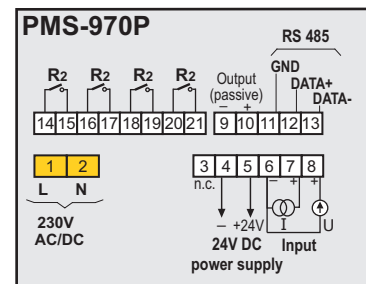 PMS-970P
RS 485
GND
DATA+
DATA-
R2 R2 R2 R2
Output
(passive)
– +
14 15 16 17 18 19 20 21 9 10 11 12 13
1 2 3 4 5 6 7 8
n.c. – + +
L N
– +24V I U
230V
AC/DC
24V DC
power supply
Input